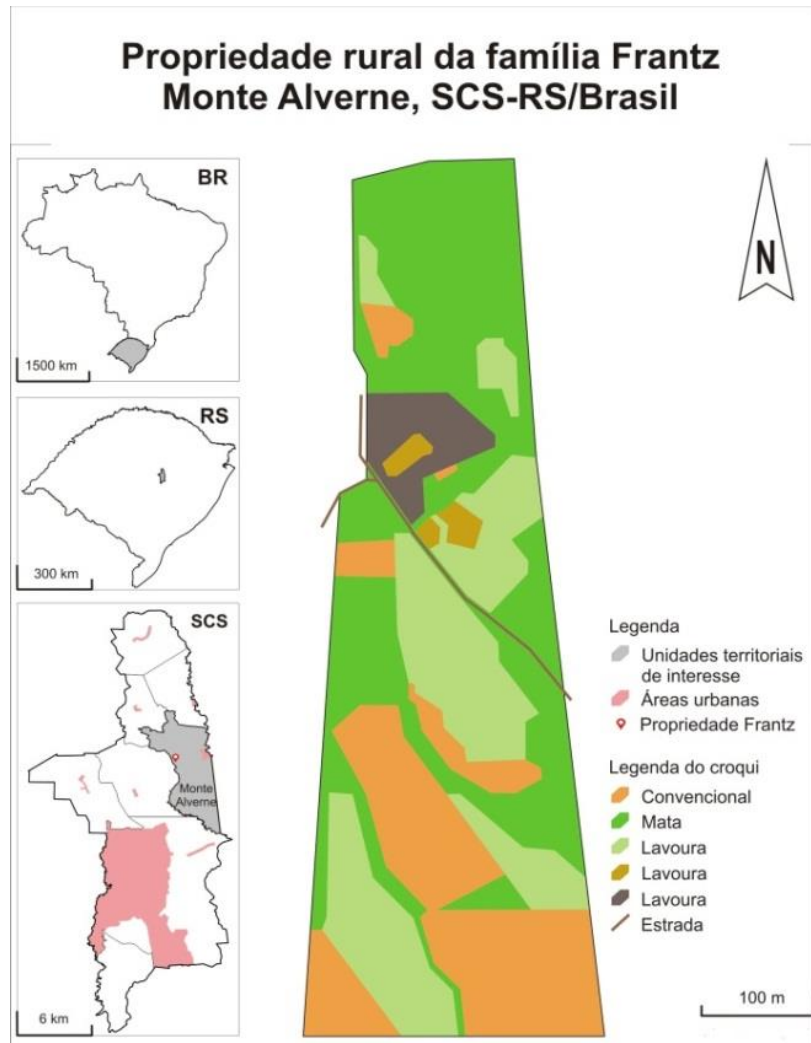 Propriedade rural da família Frantz
Monte Alverne, SCS-RS/Brasil
BR
1500 km
RS
300 km
SCS
Monte
Alverne
6 km
N
Legenda
Unidades territoriais
de interesse
Áreas urbanas
Propriedade Frantz
Legenda do croqui
Convencional
Mata
Lavoura
Lavoura
Lavoura
Estrada
100 m